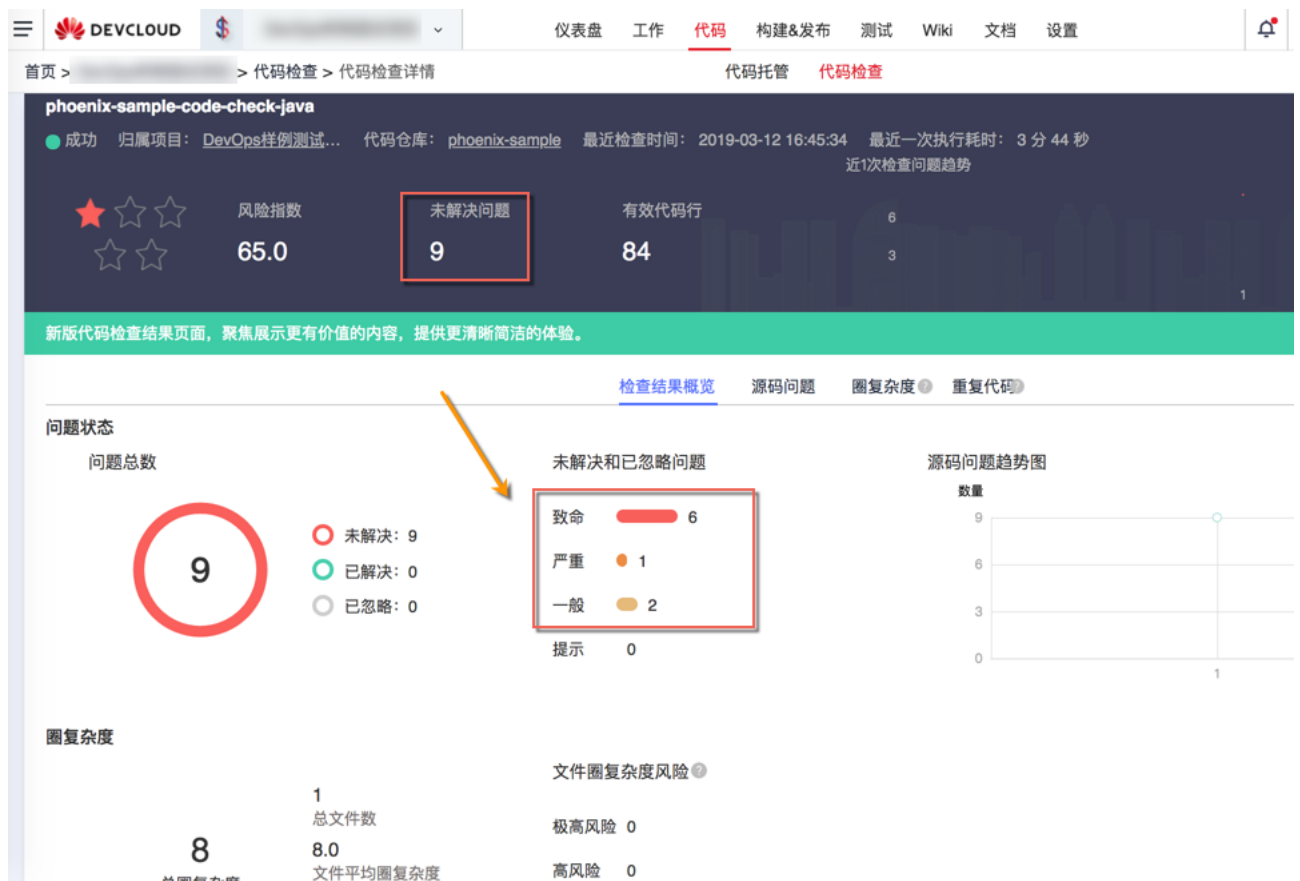 DEVCLOUD 仪表盘 工作 代码 构建&发布 测试 Wiki 文档 设置
首页 > > 代码检查 > 代码检查详情 代码托管 代码检查
phoenix-sample-code-check-java
成功 归属项目: DevOps样例测试... 代码仓库: phoenix-sample 最近检查时间: 2019-03-12 16:45:34 最近一次执行耗时: 3 分 44 秒
近1次检查问题趋势
风险指数 未解决问题 有效代码行 6
65.0 9 84 3
1
新版代码检查结果页面，聚焦展示更有价值的内容，提供更清晰简洁的体验。
检查结果概览 源码问题 圈复杂度 ? 重复代码 ?
问题状态
问题总数 未解决和已忽略问题 源码问题趋势图
数量
致命 6 9
9 未解决: 9
严重 1 6
已解决: 0
一般 2 3
已忽略: 0
提示 0 0
1
圈复杂度
文件圈复杂度风险 ?
1
总文件数
极高风险 0
8 8.0
总圈复杂度 文件平均圈复杂度 高风险 0